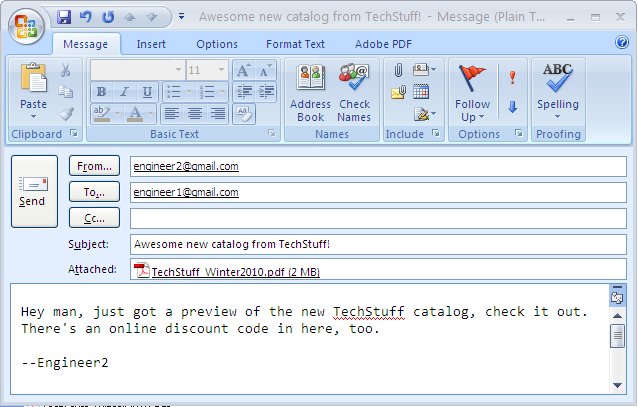 Awesome new catalog from TechStuff! - Message (Plain T...
Message Insert Options Format Text Adobe PDF
Paste
Clipboard
11
B I U
ab A
Basic Text
Address Book
Check Names
Names
Include
Follow Up
Options
ABC
Spelling
Proofing
Send
From... engineer2@gmail.com
To... engineer1@gmail.com
Cc...
Subject: Awesome new catalog from TechStuff!
Attached: TechStuff_Winter2010.pdf (2 MB)
Hey man, just got a preview of the new TechStuff catalog, check it out.
There's an online discount code in here, too.
--Engineer2